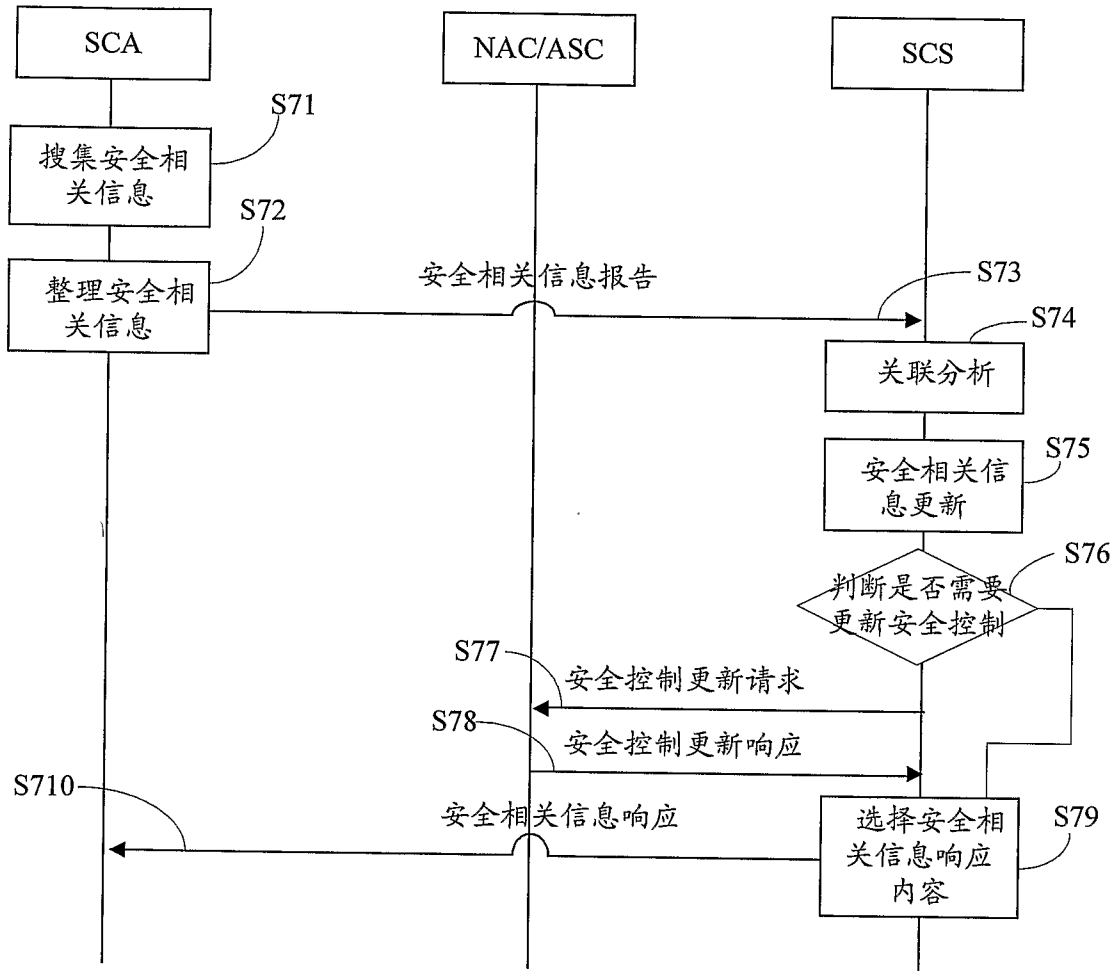 SCA
NAC/ASC
SCS
S71
搜集安全相
关信息
S72
整理安全相
关信息
安全相关信息报告
S73
S74
关联分析
S75
安全相关信
息更新
S76
判断是否需要
更新安全控制
S77
安全控制更新请求
S78
安全控制更新响应
S710
安全相关信息响应
S79
选择安全相
关信息响应
内容